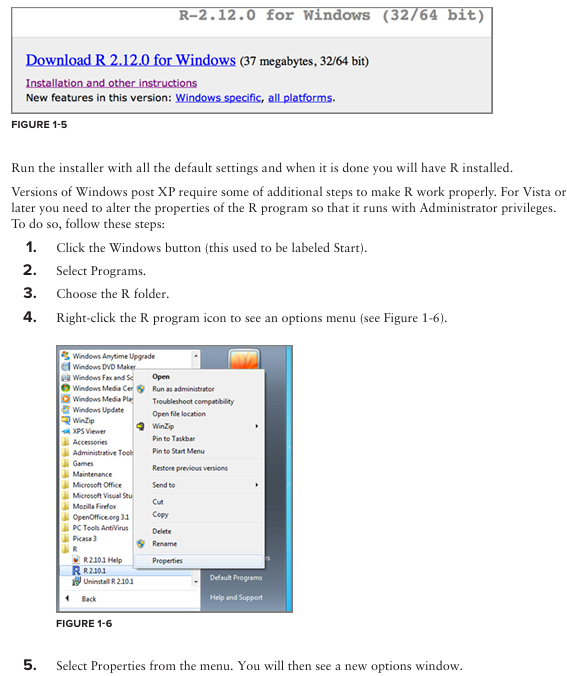 R-2.12.0 for Windows (32/64 bit)
Download R 2.12.0 for Windows (37 megabytes, 32/64 bit)
Installation and other instructions
New features in this version: Windows specific, all platforms.
FIGURE 1-5
Run the installer with all the default settings and when it is done you will have R installed.
Versions of Windows post XP require some of additional steps to make R work properly. For Vista or
later you need to alter the properties of the R program so that it runs with Administrator privileges.
To do so, follow these steps:
1. Click the Windows button (this used to be labeled Start).
2. Select Programs.
3. Choose the R folder.
4. Right-click the R program icon to see an options menu (see Figure 1-6).
Windows Anytime Upgrade
Windows DVD Maker
Windows Fax and Sc
Windows Media Cer
Windows Media Play
Windows Update
WinZip
XPS Viewer
Accessories
Administrative Tools
Games
Maintenance
Microsoft Office
Microsoft Visual Stu
Mozilla Firefox
OpenOffice.org 3.1
PC Tools AntiVirus
Picasa 3
R
R 2.10.1 Help
R 2.10.1
Uninstall R 2.10.1
Back
Open
Run as administrator
Troubleshoot compatibility
Open file location
WinZip
Pin to Taskbar
Pin to Start Menu
Restore previous versions
Send to
Cut
Copy
Delete
Rename
Properties
Default Programs
Help and Support
FIGURE 1-6
5. Select Properties from the menu. You will then see a new options window.